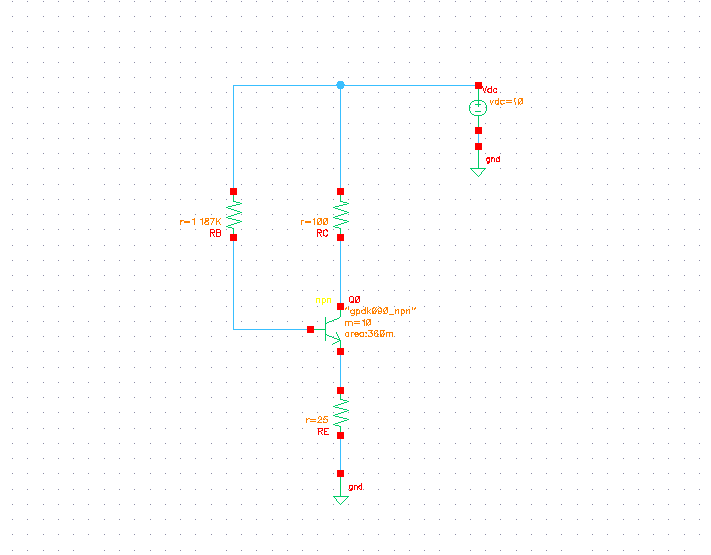 Vdc
vdc=10
gnd
r=1.187K
RB
r=100
RC
npn
Q0
"gpdk090_npn"
m=10
area:360m
r=25
RE
gnd